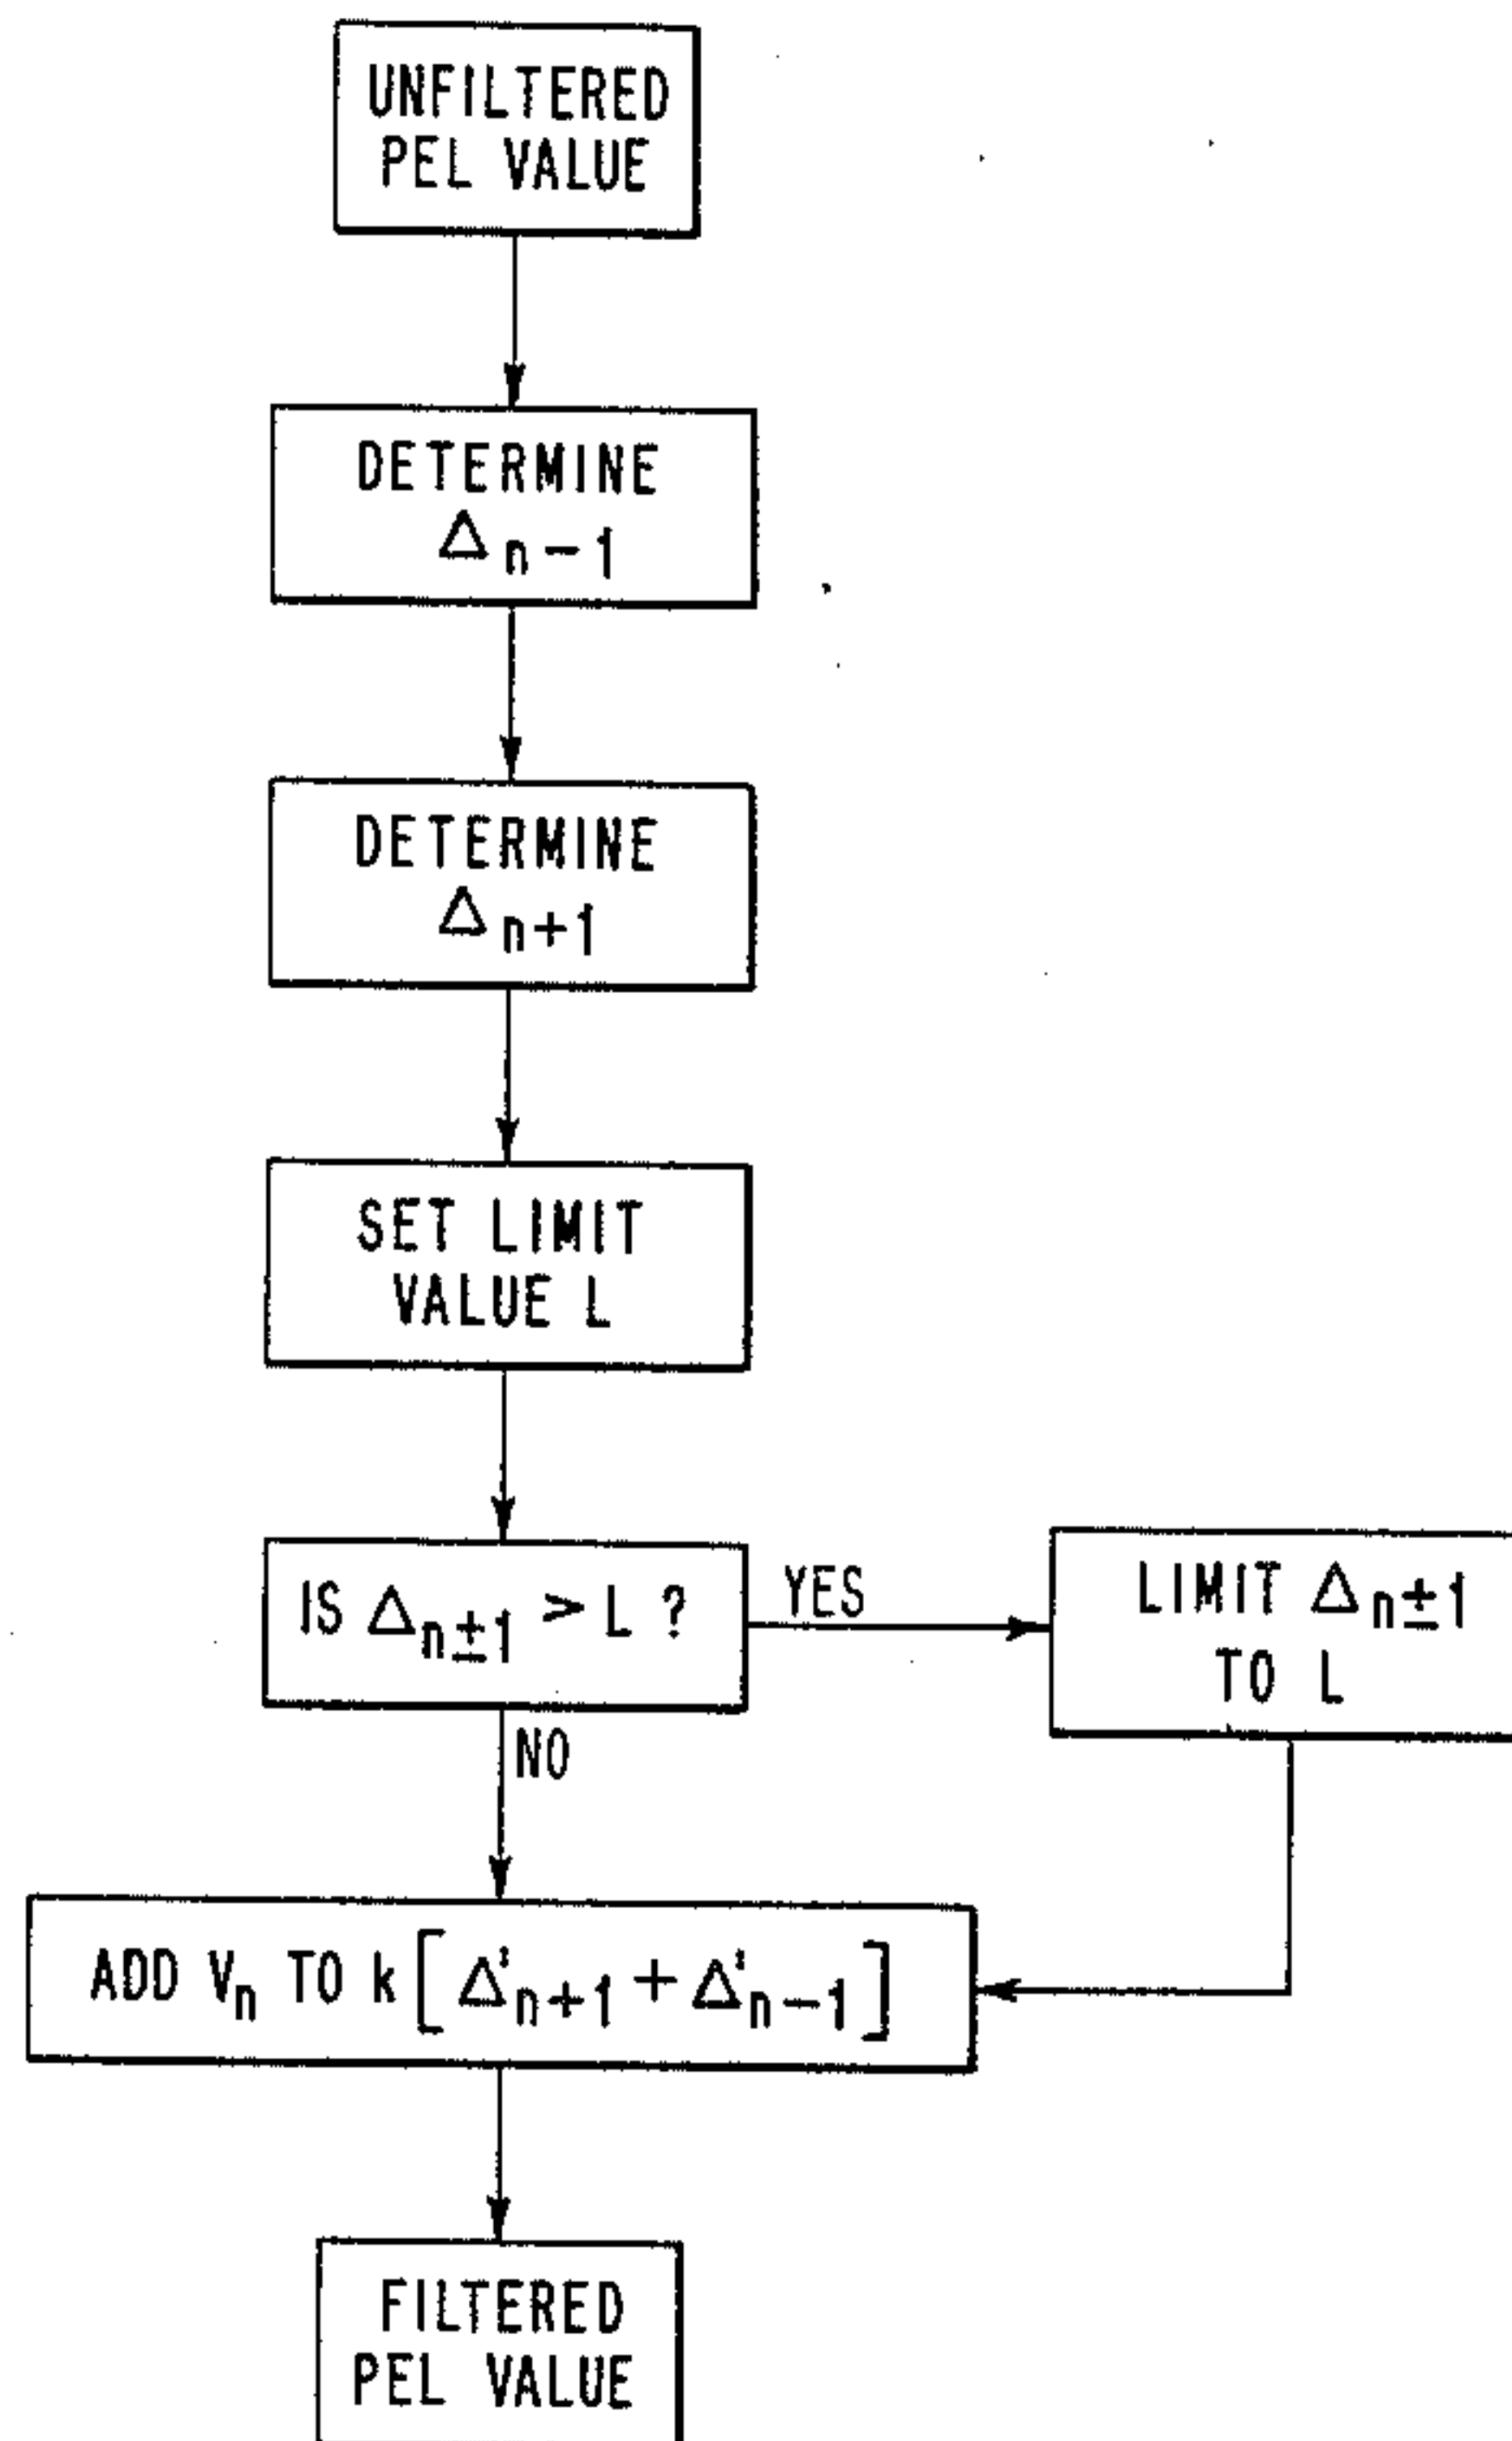 UNFILTERED
PEL VALUE
DETERMINE
Δn-1
DETERMINE
Δn+1
SET LIMIT
VALUE L
IS Δn±1 > L ?
YES
LIMIT Δn±1
TO L
NO
ADD Vn TO k[Δ'n+1 + Δ'n-1]
FILTERED
PEL VALUE